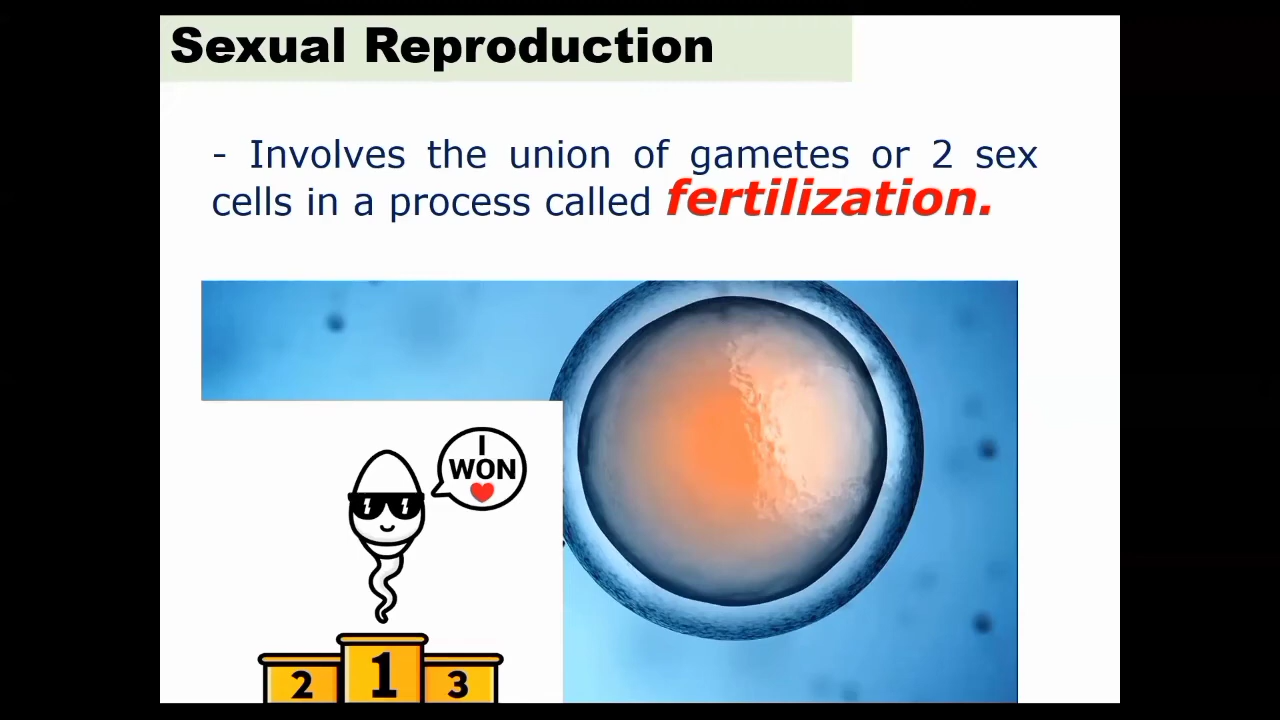 Sexual Reproduction
- Involves the union of gametes or 2 sex
cells in a process called fertilization.
I
WON
2 1 3